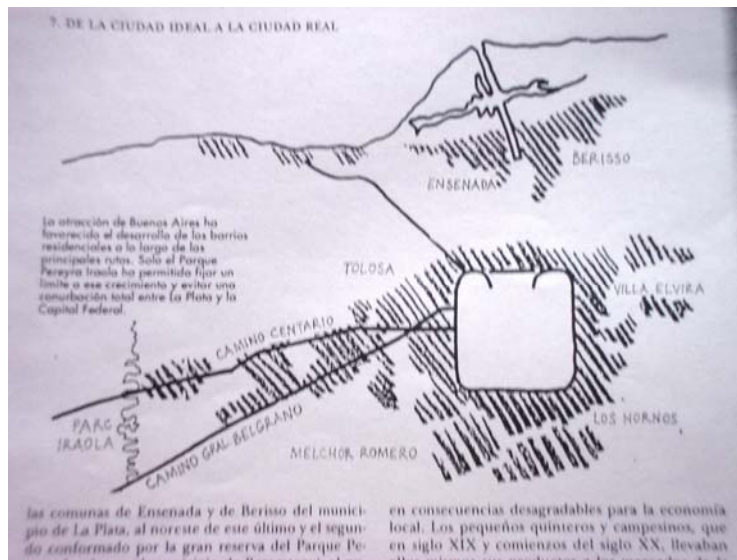 7. DE LA CIUDAD IDEAL A LA CIUDAD REAL
BERISSO
ENSENADA
La atracción de Buenos Aires ha
favorecido el desarrollo de los barrios
residenciales a lo largo de las
principales rutas. Solo el Parque
Pereyra Iraola ha permitido fijar un
límite a ese crecimiento y evitar una
conurbación total entre La Plata y la
Capital Federal.
TOLOSA
VILLA ELVIRA
CAMINO CENTARIO
PARC
IRAOLA
CAMINO GRAL-BELGRANO
LOS HORNOS
MELCHOR ROMERO
las comunas de Ensenada y de Berisso del munici-
pio de La Plata, al noreste de este último y el segun-
do conformado por la gran reserva del Parque Pe-
en consecuencias desagradables para la economía
local. Los pequeños quinteros y campesinos, que
en siglo XIX y comienzos del siglo XX, llevaban